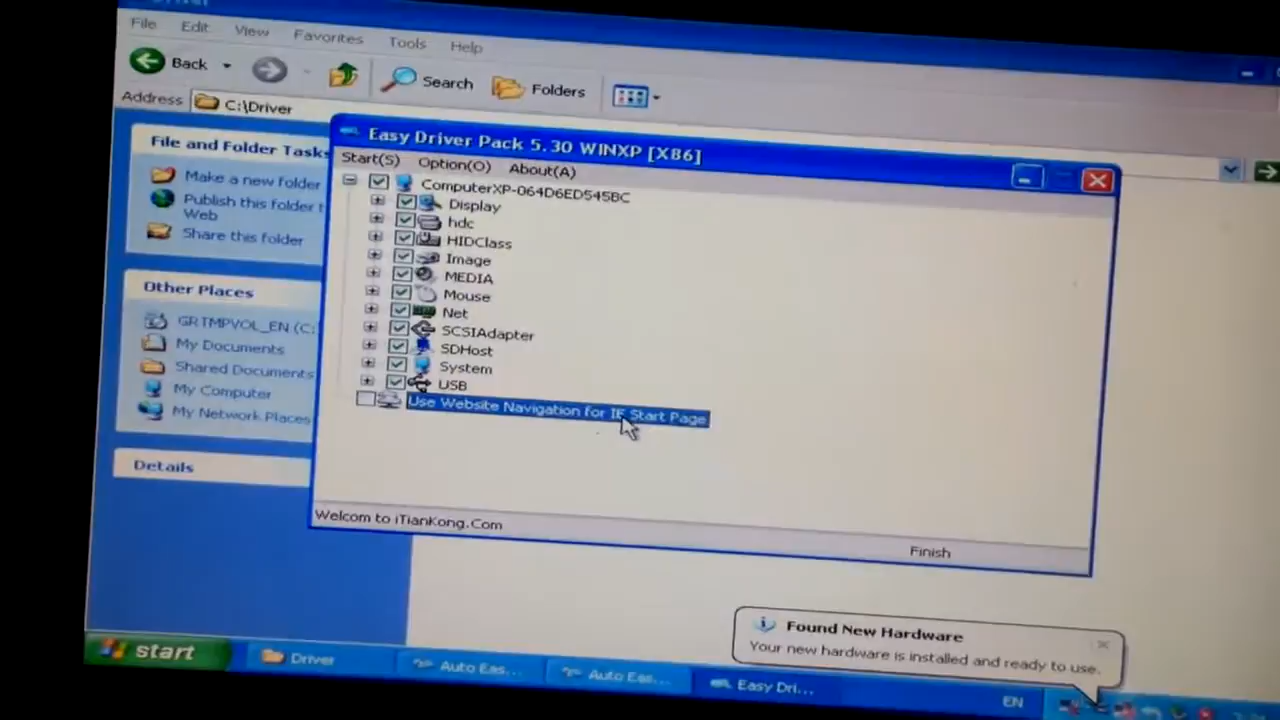 File Edit View Favorites Tools Help
Back Search Folders
Address C:\Driver
File and Folder Tasks
Make a new folder
Publish this folder t
Web
Share this folder
Other Places
GRTMPVOL_EN (C:
My Documents
Shared Documents
My Computer
My Network Places
Details
Easy Driver Pack 5.30 WINXP [X86]
Start(S) Option(O) About(A)
ComputerXP-064D6ED545BC
Display
hdc
HIDClass
Image
MEDIA
Mouse
Net
SCSIAdapter
SDHost
System
USB
Use Website Navigation for IE Start Page
Welcom to iTianKong.Com
Finish
Found New Hardware
Your new hardware is installed and ready to use.
start Driver Auto Eas... Auto Eas... Easy Dri... EN